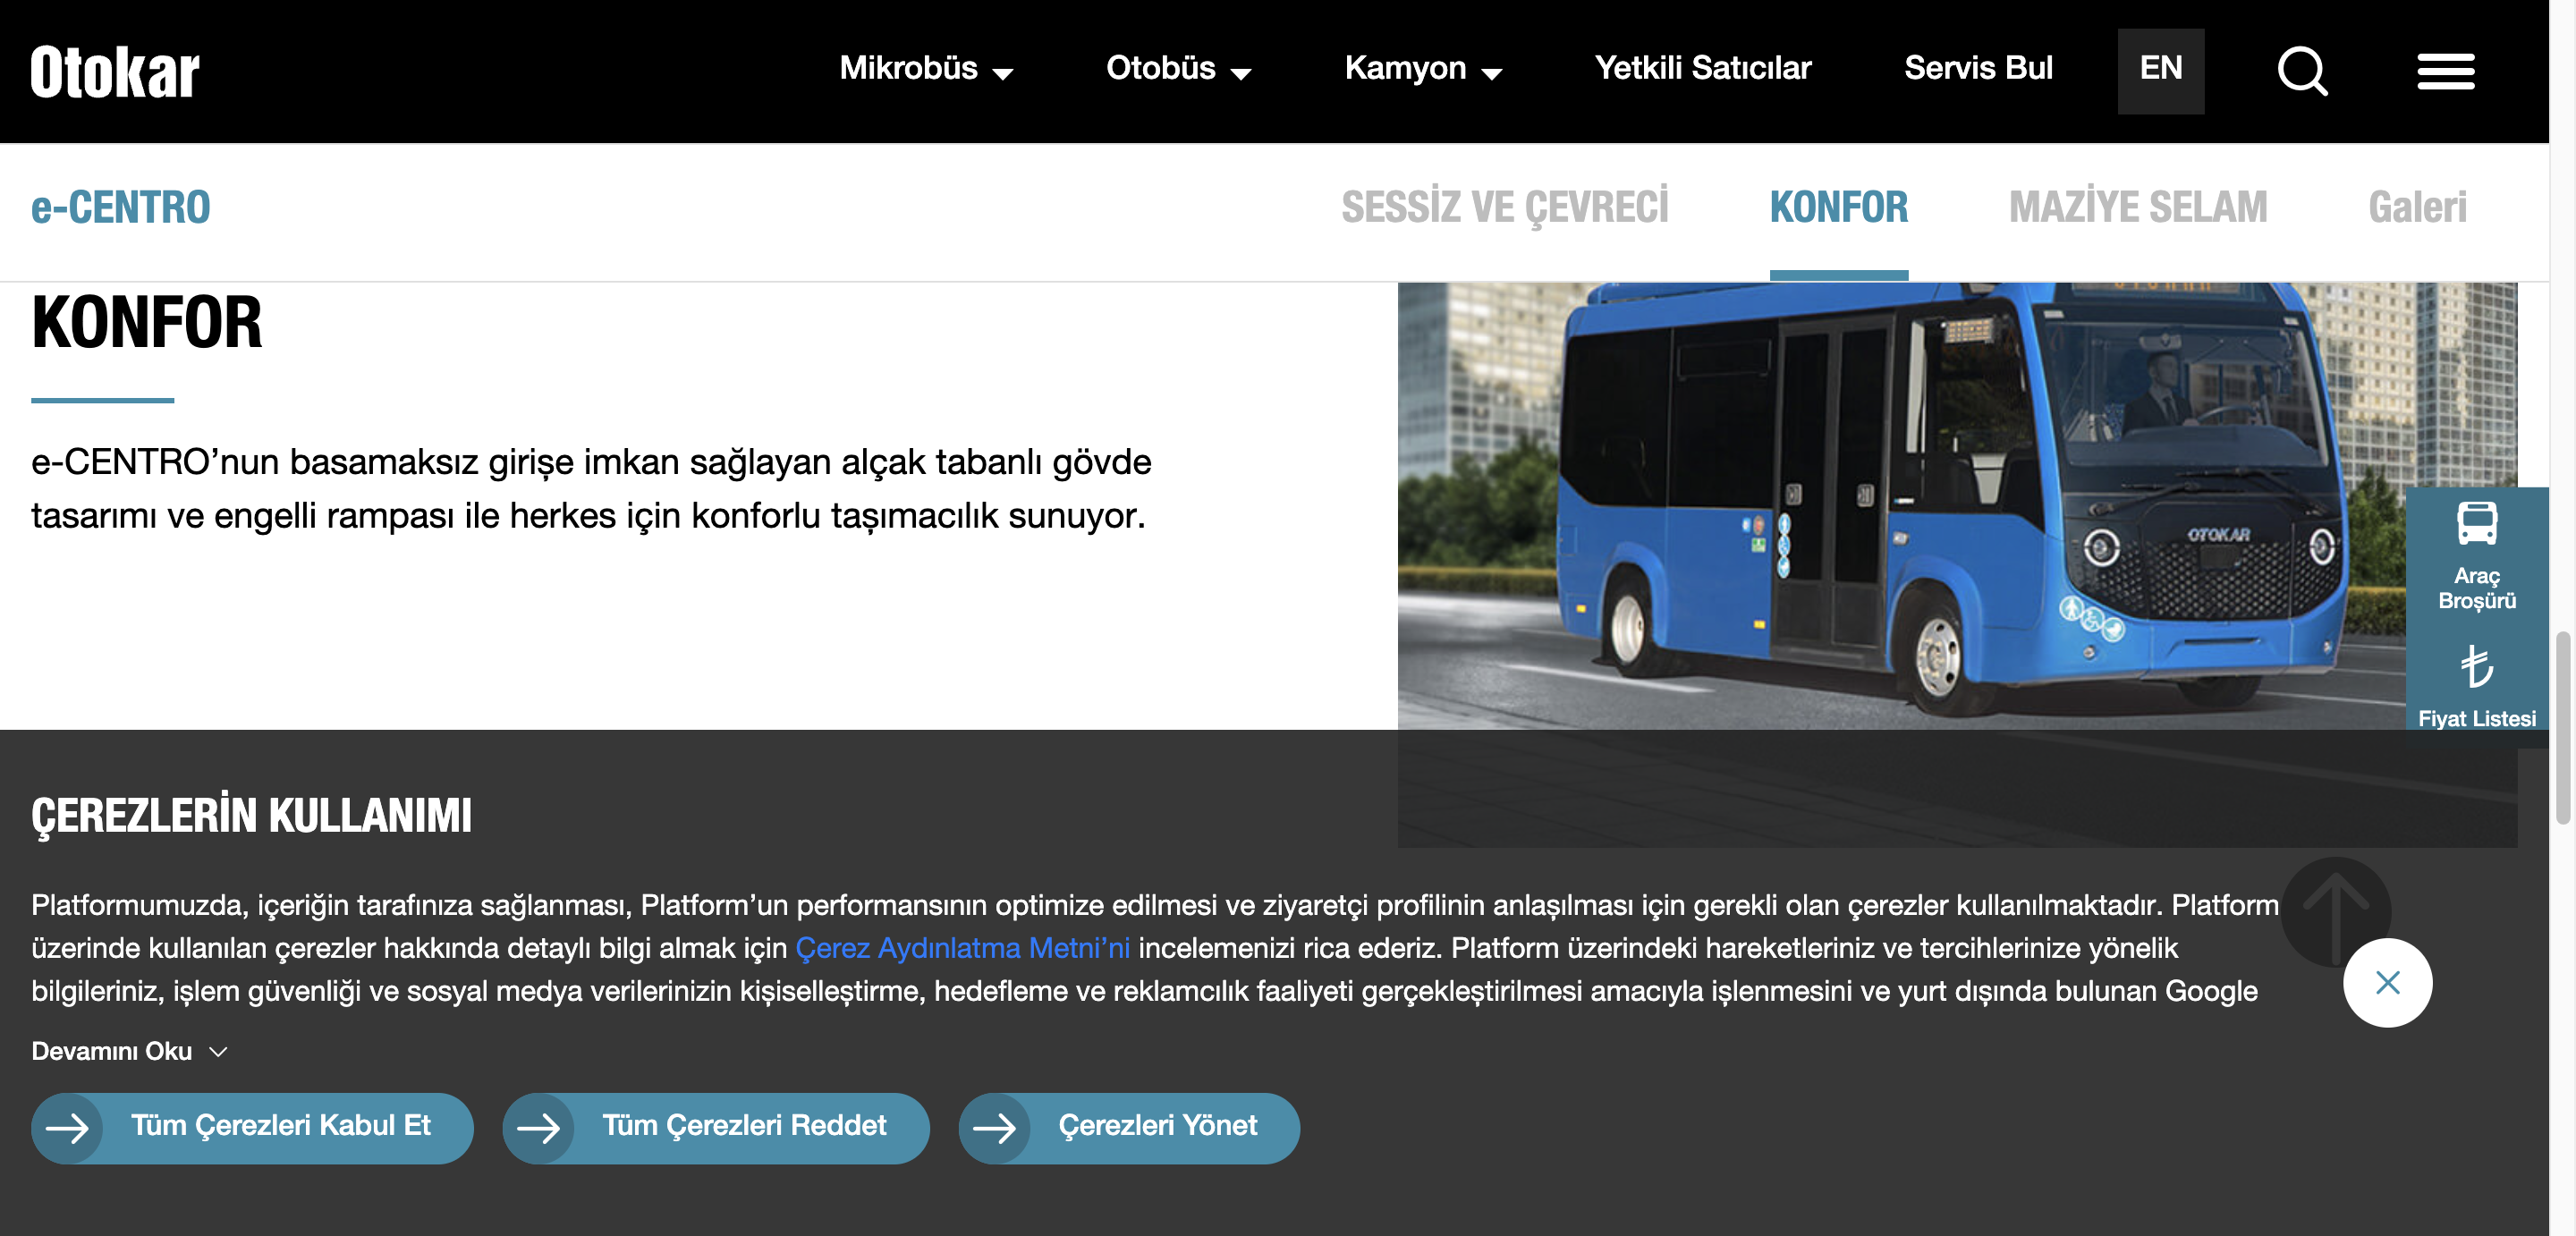 Otokar
Mikrobüs
Otobüs
Kamyon
Yetkili Satıcılar
Servis Bul
EN
e-CENTRO
SESSİZ VE ÇEVRECİ
KONFOR
MAZİYE SELAM
Galeri
KONFOR
e-CENTRO’nun basamaksız girişe imkan sağlayan alçak tabanlı gövde
tasarımı ve engelli rampası ile herkes için konforlu taşımacılık sunuyor.
OTOKAR
Araç
Broşürü
Fiyat Listesi
ÇEREZLERİN KULLANIMI
Platformumuzda, içeriğin tarafınıza sağlanması, Platform’un performansının optimize edilmesi ve ziyaretçi profilinin anlaşılması için gerekli olan çerezler kullanılmaktadır. Platform
üzerinde kullanılan çerezler hakkında detaylı bilgi almak için Çerez Aydınlatma Metni’ni incelemenizi rica ederiz. Platform üzerindeki hareketleriniz ve tercihlerinize yönelik
bilgileriniz, işlem güvenliği ve sosyal medya verilerinizin kişiselleştirme, hedefleme ve reklamcılık faaliyeti gerçekleştirilmesi amacıyla işlenmesini ve yurt dışında bulunan Google
Devamını Oku
Tüm Çerezleri Kabul Et
Tüm Çerezleri Reddet
Çerezleri Yönet